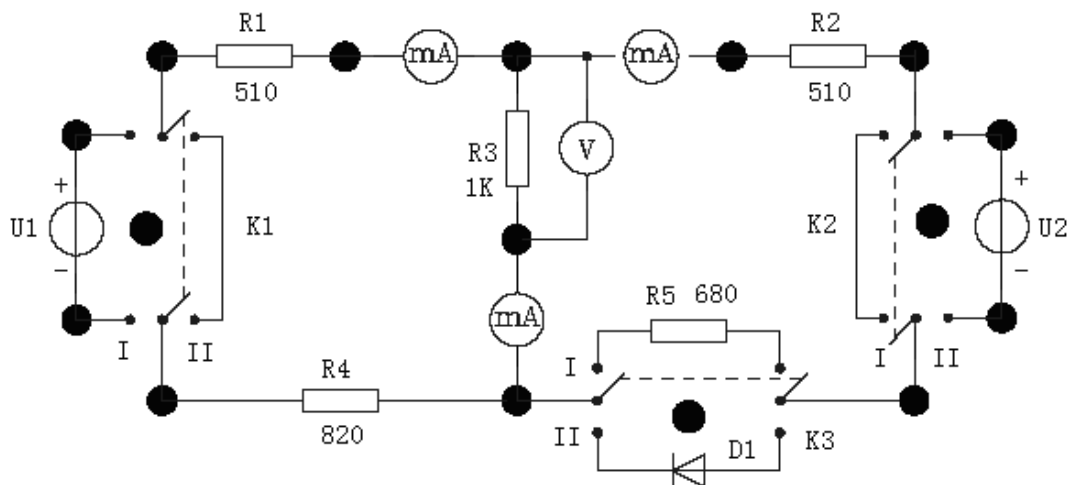 R1
R2
mA
mA
510
510
R3
V
1K
+
+
U1
K1
K2
U2
-
-
mA
R5 680
I
II
I
II
R4
I
820
II
D1
K3